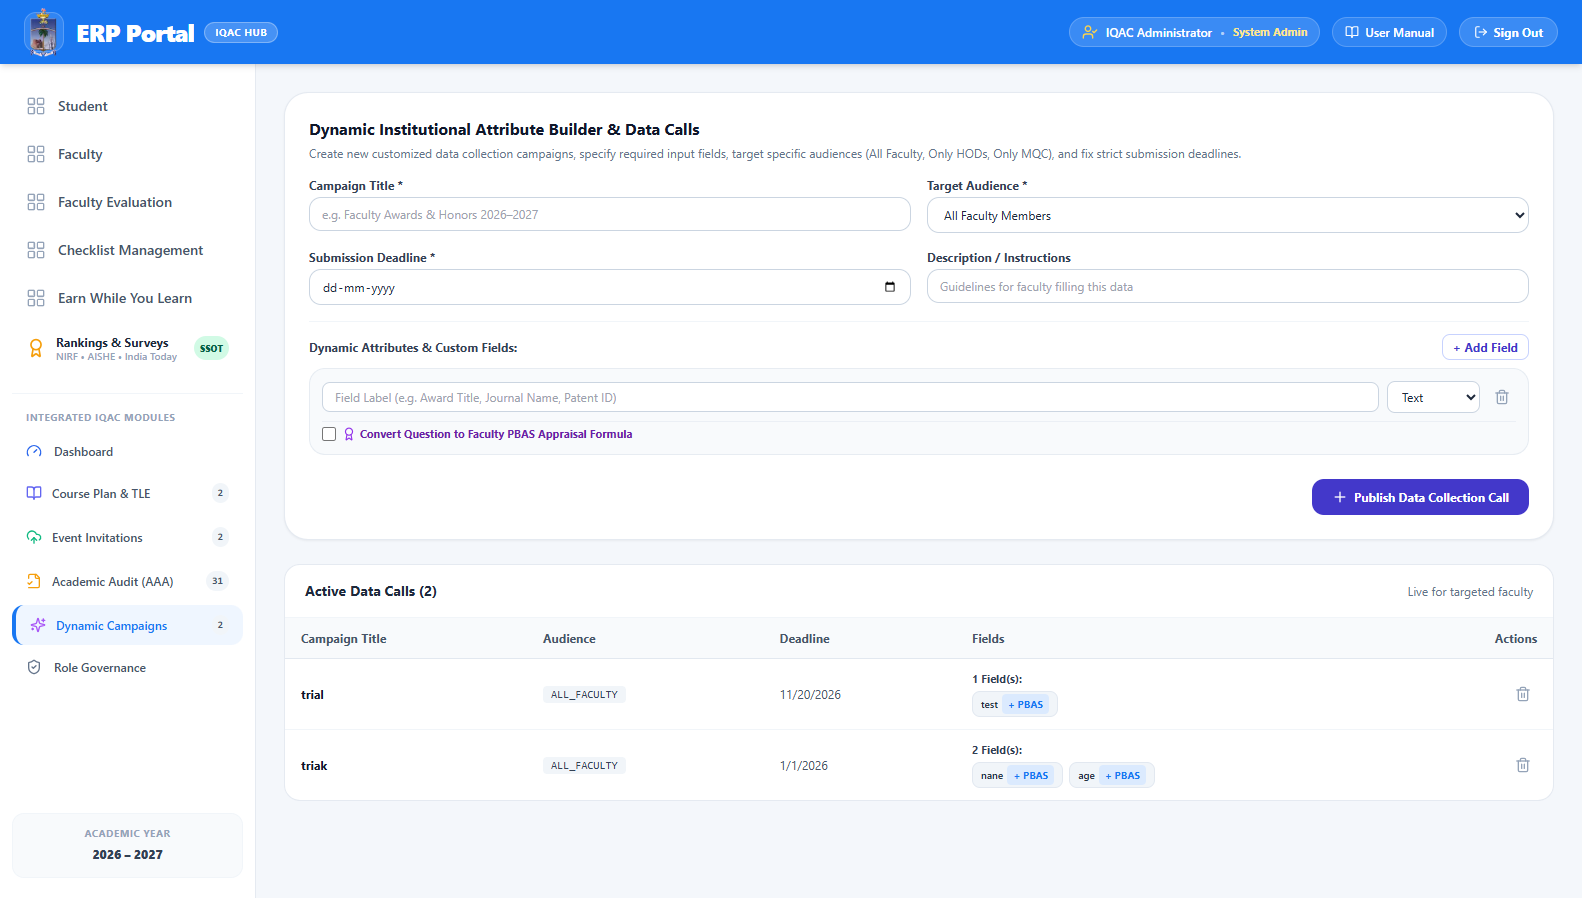 ERP Portal
IQAC HUB
IQAC Administrator • System Admin
User Manual
Sign Out
Student
Faculty
Faculty Evaluation
Checklist Management
Earn While You Learn
Rankings & Surveys
NIRF • AISHE • India Today
SSOT
INTEGRATED IQAC MODULES
Dashboard
Course Plan & TLE 2
Event Invitations 2
Academic Audit (AAA) 31
Dynamic Campaigns 2
Role Governance
ACADEMIC YEAR
2026 – 2027
Dynamic Institutional Attribute Builder & Data Calls
Create new customized data collection campaigns, specify required input fields, target specific audiences (All Faculty, Only HODs, Only MQC), and fix strict submission deadlines.
Campaign Title *
e.g. Faculty Awards & Honors 2026–2027
Target Audience *
All Faculty Members
Submission Deadline *
dd-mm-yyyy
Description / Instructions
Guidelines for faculty filling this data
Dynamic Attributes & Custom Fields:
+ Add Field
Field Label (e.g. Award Title, Journal Name, Patent ID)
Text
Convert Question to Faculty PBAS Appraisal Formula
+ Publish Data Collection Call
Active Data Calls (2)
Live for targeted faculty
Campaign Title Audience Deadline Fields Actions
trial ALL_FACULTY 11/20/2026
1 Field(s):
test + PBAS
triak ALL_FACULTY 1/1/2026
2 Field(s):
nane + PBAS age + PBAS